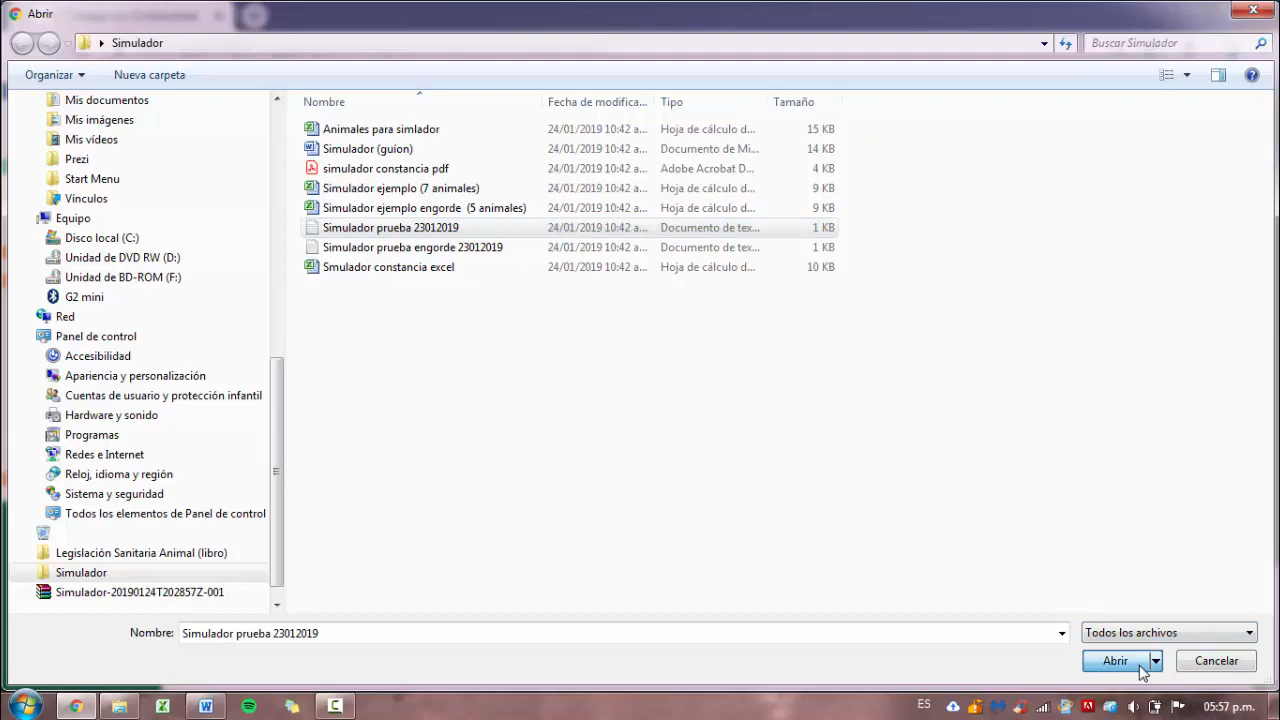 Abrir
Simulador
Buscar Simulador
Organizar
Nueva carpeta
Mis documentos
Mis imágenes
Mis vídeos
Prezi
Start Menu
Vínculos
Equipo
Disco local (C:)
Unidad de DVD RW (D:)
Unidad de BD-ROM (F:)
G2 mini
Red
Panel de control
Accesibilidad
Apariencia y personalización
Cuentas de usuario y protección infantil
Hardware y sonido
Programas
Redes e Internet
Reloj, idioma y región
Sistema y seguridad
Todos los elementos de Panel de control
Legislación Sanitaria Animal (libro)
Simulador
Simulador-20190124T202857Z-001
Nombre Fecha de modifica... Tipo Tamaño
Animales para simlador 24/01/2019 10:42 a... Hoja de cálculo d... 15 KB
Simulador (guíon) 24/01/2019 10:42 a... Documento de Mi... 14 KB
simulador constancia pdf 24/01/2019 10:42 a... Adobe Acrobat D... 4 KB
Simulador ejemplo (7 animales) 24/01/2019 10:42 a... Hoja de cálculo d... 9 KB
Simulador ejemplo engorde (5 animales) 24/01/2019 10:42 a... Hoja de cálculo d... 9 KB
Simulador prueba 23012019 24/01/2019 10:42 a... Documento de tex... 1 KB
Simulador prueba engorde 23012019 24/01/2019 10:42 a... Documento de tex... 1 KB
Smulador constancia excel 24/01/2019 10:42 a... Hoja de cálculo d... 10 KB
Nombre: Simulador prueba 23012019 Todos los archivos
Abrir Cancelar
ES 05:57 p.m.